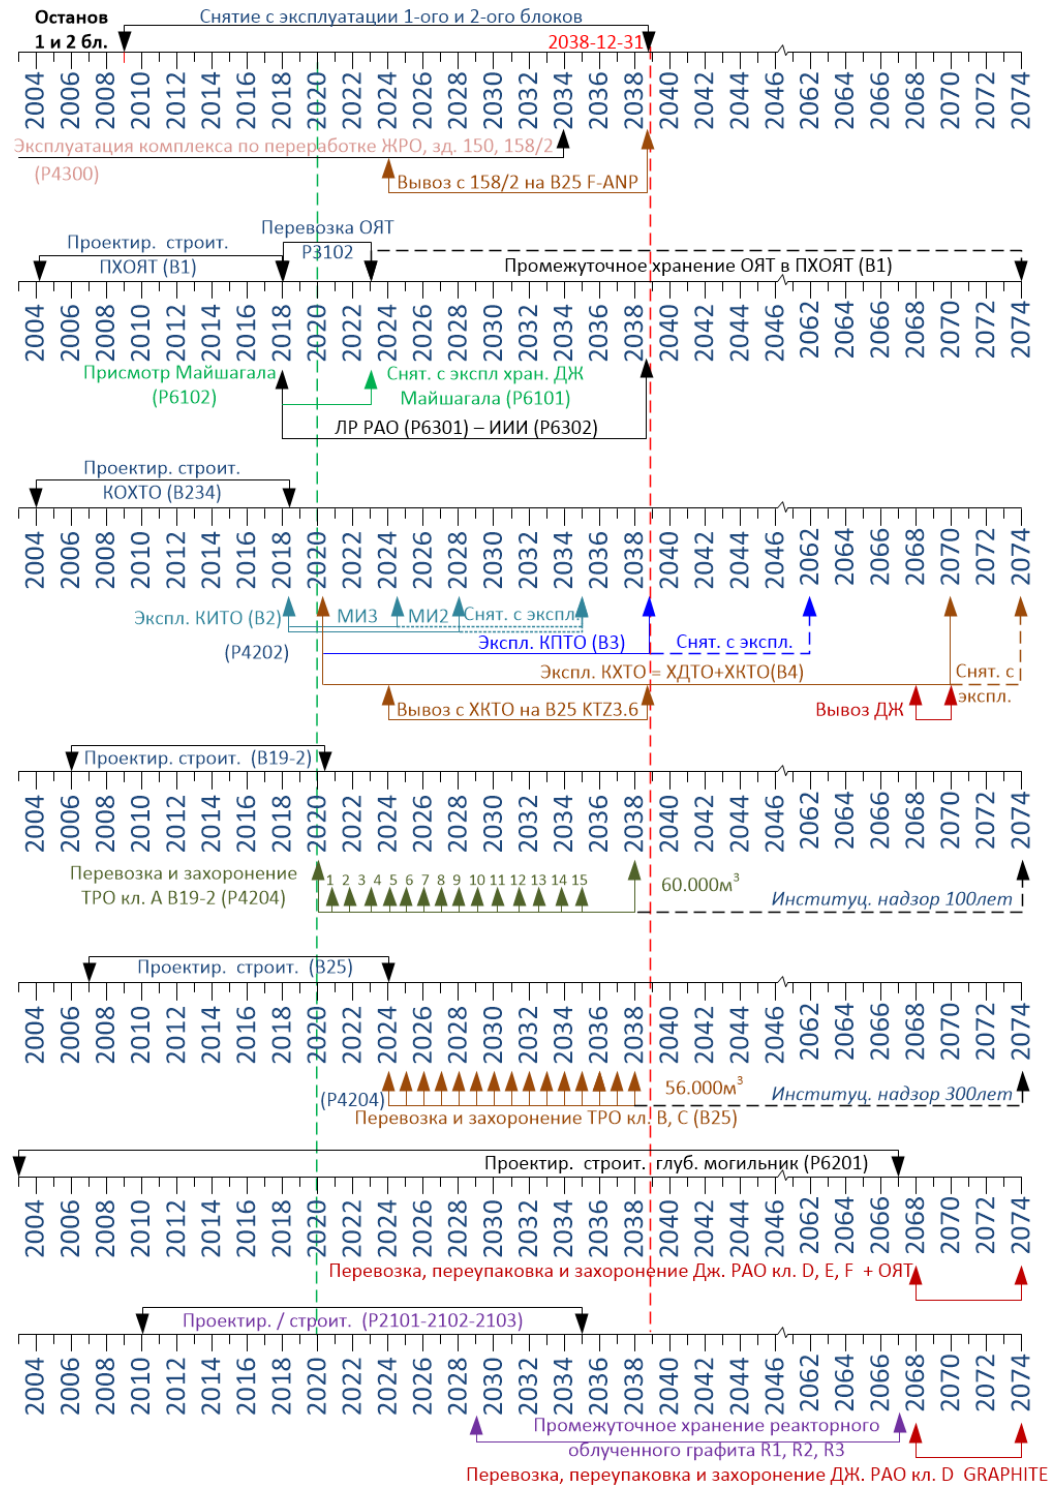 Останов
1 и 2 бл.
Снятие с эксплуатации 1-ого и 2-ого блоков
2038-12-31
2004 2006 2008 2010 2012 2014 2016 2018 2020 2022 2024 2026 2028 2030 2032 2034 2036 2038 2040 2042 2044 2046 2062 2064 2066 2068 2070 2072 2074
Эксплуатация комплекса по переработке ЖРО, зд. 150, 158/2
(P4300)
Вывоз с 158/2 на B25 F-ANP
Проектир. строит.
ПХОЯТ (B1)
Перевозка ОЯТ
P3102
Промежуточное хранение ОЯТ в ПХОЯТ (B1)
2004 2006 2008 2010 2012 2014 2016 2018 2020 2022 2024 2026 2028 2030 2032 2034 2036 2038 2040 2042 2044 2046 2062 2064 2066 2068 2070 2072 2074
Присмотр Майшагала
(P6102)
Снят. с экспл хран. ДЖ
Майшагала (P6101)
ЛР РАО (P6301) – ИИИ (P6302)
Проектир. строит.
КОХТО (B234)
2004 2006 2008 2010 2012 2014 2016 2018 2020 2022 2024 2026 2028 2030 2032 2034 2036 2038 2040 2042 2044 2046 2062 2064 2066 2068 2070 2072 2074
Экспл. КИТО (B2)
(P4202)
МИ3
МИ2
Снят. с экспл.
Экспл. КПТО (B3)
Снят. с экспл.
Экспл. КХТО = ХДТО+ХКТО(B4)
Снят. с
экспл.
Вывоз с ХКТО на B25 KTZ3.6
Вывоз ДЖ
Проектир. строит. (B19-2)
2004 2006 2008 2010 2012 2014 2016 2018 2020 2022 2024 2026 2028 2030 2032 2034 2036 2038 2040 2042 2044 2046 2062 2064 2066 2068 2070 2072 2074
Перевозка и захоронение
ТРО кл. А B19-2 (P4204)
1 2 3 4 5 6 7 8 9 10 11 12 13 14 15
60.000м³
Институц. надзор 100лет
Проектир. строит. (B25)
2004 2006 2008 2010 2012 2014 2016 2018 2020 2022 2024 2026 2028 2030 2032 2034 2036 2038 2040 2042 2044 2046 2062 2064 2066 2068 2070 2072 2074
(P4204)
56.000м³
Институц. надзор 300лет
Перевозка и захоронение ТРО кл. B, C (B25)
Проектир. строит. глуб. могильник (P6201)
2004 2006 2008 2010 2012 2014 2016 2018 2020 2022 2024 2026 2028 2030 2032 2034 2036 2038 2040 2042 2044 2046 2062 2064 2066 2068 2070 2072 2074
Перевозка, переупаковка и захоронение Дж. РАО кл. D, E, F + ОЯТ
Проектир. / строит. (P2101-2102-2103)
2004 2006 2008 2010 2012 2014 2016 2018 2020 2022 2024 2026 2028 2030 2032 2034 2036 2038 2040 2042 2044 2046 2062 2064 2066 2068 2070 2072 2074
Промежуточное хранение реакторного
облученного графита R1, R2, R3
Перевозка, переупаковка и захоронение ДЖ. РАО кл. D GRAPHITE